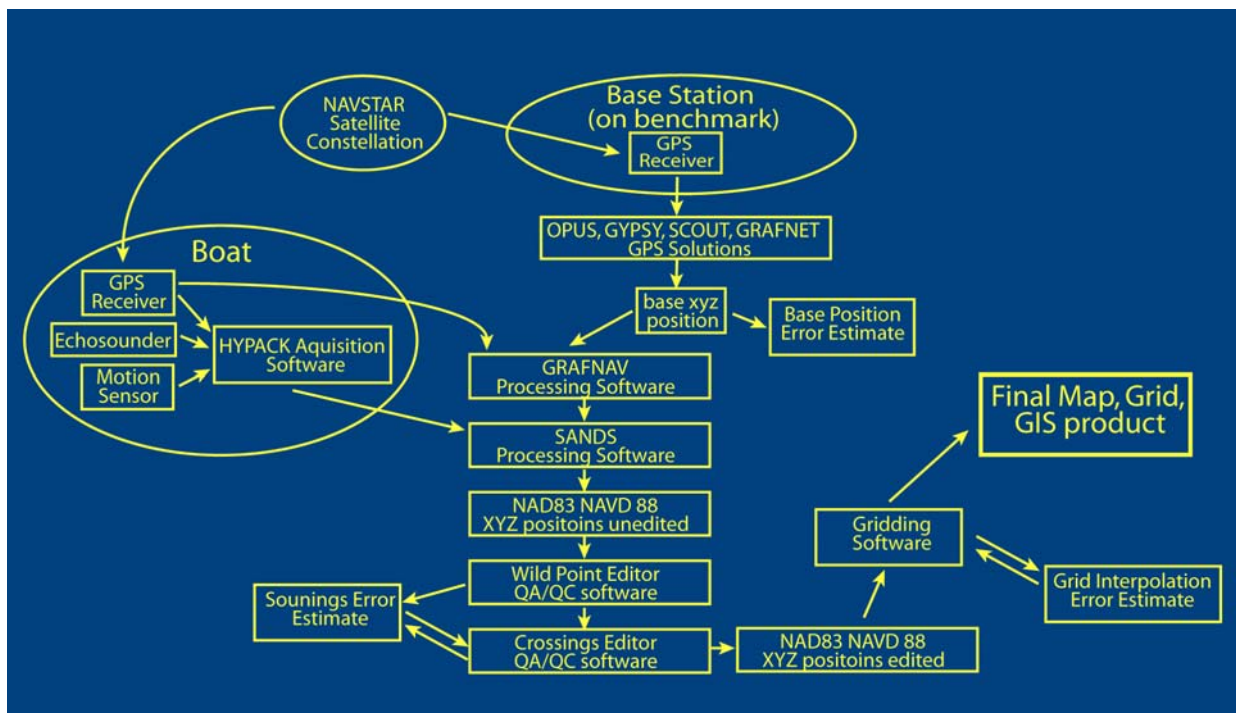 NAVSTAR
Satellite
Constellation
Base Station
(on benchmark)
GPS
Receiver
OPUS, GYPSY, SCOUT, GRAFNET
GPS Solutions
Boat
GPS
Receiver
Echosounder
Motion
Sensor
HYPACK Aquisition
Software
base xyz
position
Base Position
Error Estimate
GRAFNAV
Processing Software
SANDS
Processing Software
NAD83 NAVD 88
XYZ positoins unedited
Wild Point Editor
QA/QC software
Sounings Error
Estimate
Crossings Editor
QA/QC software
NAD83 NAVD 88
XYZ positoins edited
Gridding
Software
Grid Interpolation
Error Estimate
Final Map, Grid,
GIS product